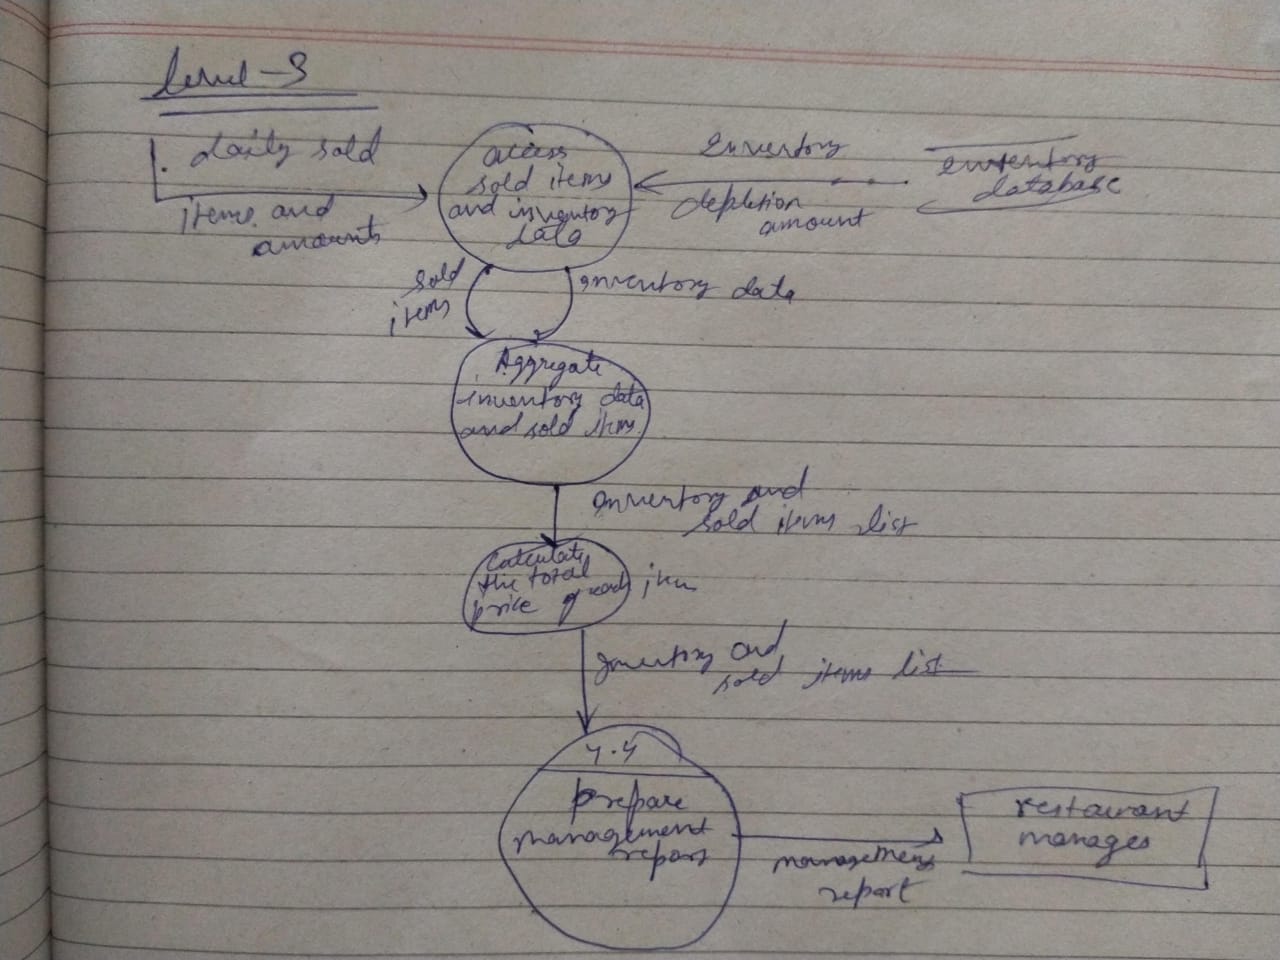 Level-3
daily sold
items and
amounts
access
sold items
and inventory
data
Inventory
depletion
amount
inventory
database
sold
items
Inventory data
Aggregate
inventory data
and sold items
Inventory and
sold items list
Calculate
the total
price of each item
Inventory and
sold items list
4.4
prepare
management
report
management
report
restaurant
manages